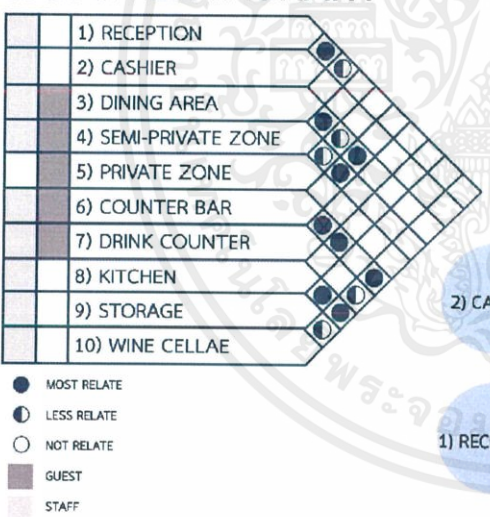 1) RECEPTION
2) CASHIER
3) DINING AREA
4) SEMI-PRIVATE ZONE
5) PRIVATE ZONE
6) COUNTER BAR
7) DRINK COUNTER
8) KITCHEN
9) STORAGE
10) WINE CELLAE
MOST RELATE
LESS RELATE
NOT RELATE
GUEST
STAFF
2) CA
1) REC